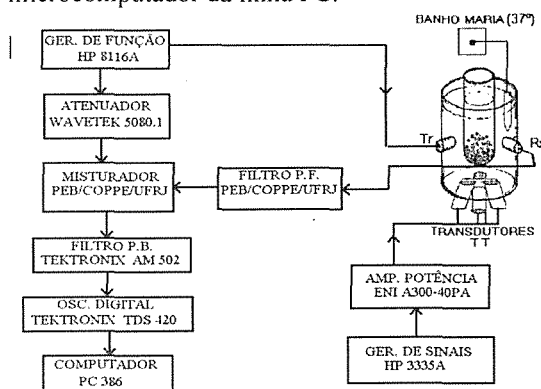 microcomputador da linha PC.
BANHO MARIA (37º)
GER. DE FUNÇÃO
HP 8116A
ATENUADOR
WAVETEK 5080.1
Tr
MISTURADOR
PEB/COPPE/UFRJ
FILTRO P.F.
PEB/COPPE/UFRJ
TRANSDUTORES
TT
FILTRO P.B.
TEKTRONIX AM 502
AMP. POTÊNCIA
ENI A300-40PA
OSC. DIGITAL
TEKTRONIX TDS 420
COMPUTADOR
PC 386
GER. DE SINAIS
HP 3335A